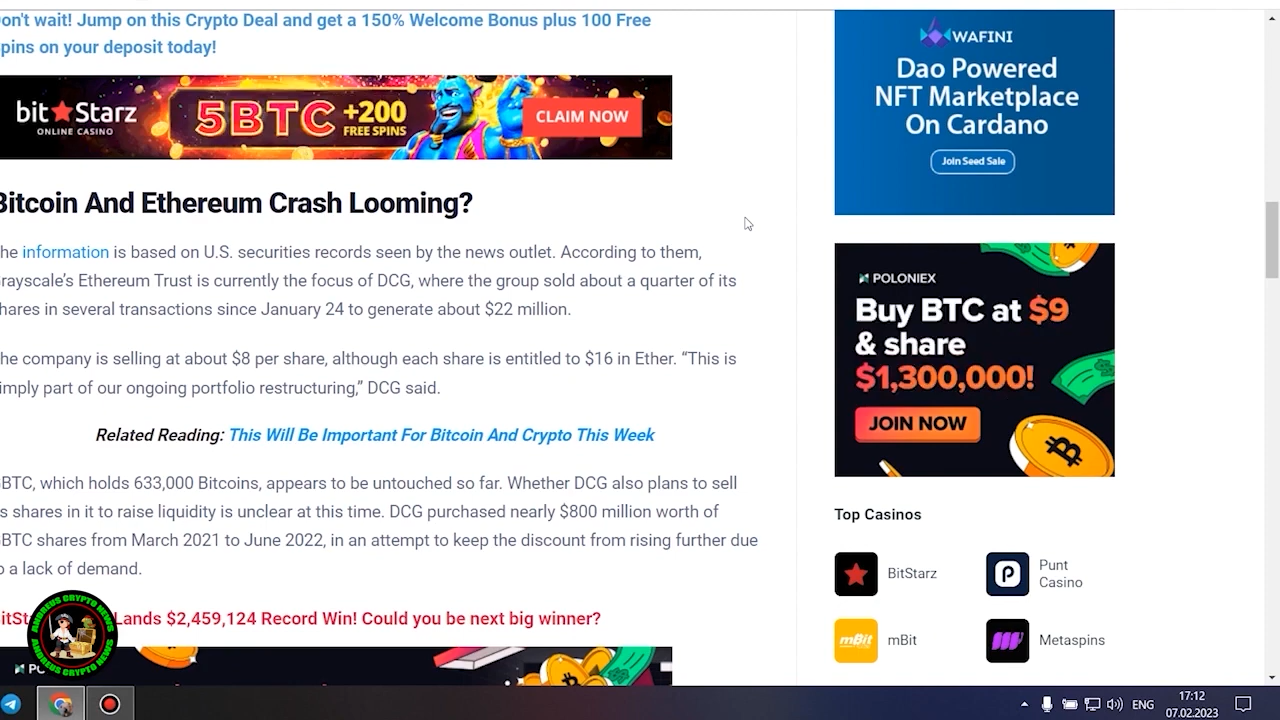 on't wait! Jump on this Crypto Deal and get a 150% Welcome Bonus plus 100 Free
pins on your deposit today!
bit Starz
ONLINE CASINO
5BTC +200
FREE SPINS
CLAIM NOW
Bitcoin And Ethereum Crash Looming?
he information is based on U.S. securities records seen by the news outlet. According to them,
rayscale's Ethereum Trust is currently the focus of DCG, where the group sold about a quarter of its
hares in several transactions since January 24 to generate about $22 million.
he company is selling at about $8 per share, although each share is entitled to $16 in Ether. “This is
imply part of our ongoing portfolio restructuring,” DCG said.
Related Reading: This Will Be Important For Bitcoin And Crypto This Week
BTC, which holds 633,000 Bitcoins, appears to be untouched so far. Whether DCG also plans to sell
s shares in it to raise liquidity is unclear at this time. DCG purchased nearly $800 million worth of
BTC shares from March 2021 to June 2022, in an attempt to keep the discount from rising further due
o a lack of demand.
itSt Lands $2,459,124 Record Win! Could you be next big winner?
ANDREUS CRYPTO NEWS
ANDREUS CRYPTO NEWS
WAFINI
Dao Powered
NFT Marketplace
On Cardano
Join Seed Sale
POLONIEX
Buy BTC at $9
& share
$1,300,000!
JOIN NOW
Top Casinos
BitStarz
Punt
Casino
mBit
mBit
Metaspins
ENG
17:12
07.02.2023